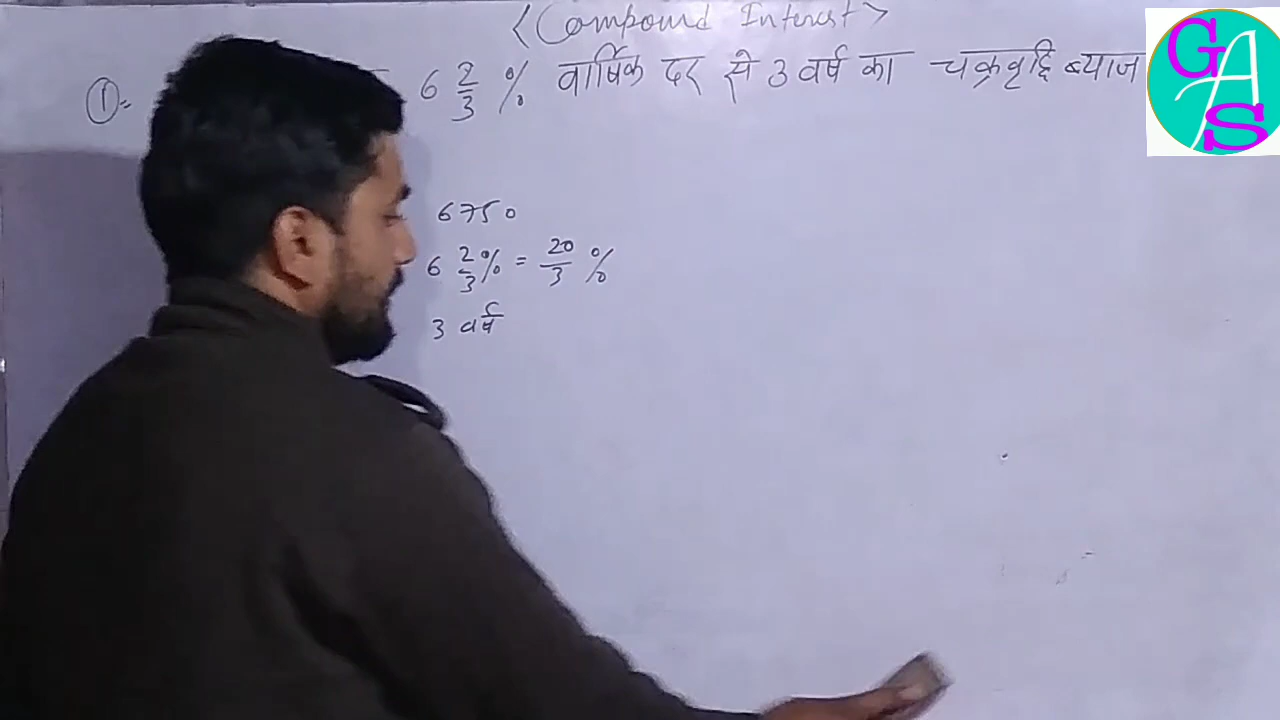 < Compound Interest >
①= 6 2/3 % वार्षिक दर से 3 वर्ष का चक्रवृद्धि ब्याज
6750
6 2/3 % = 20/3 %
3 वर्ष
GAS